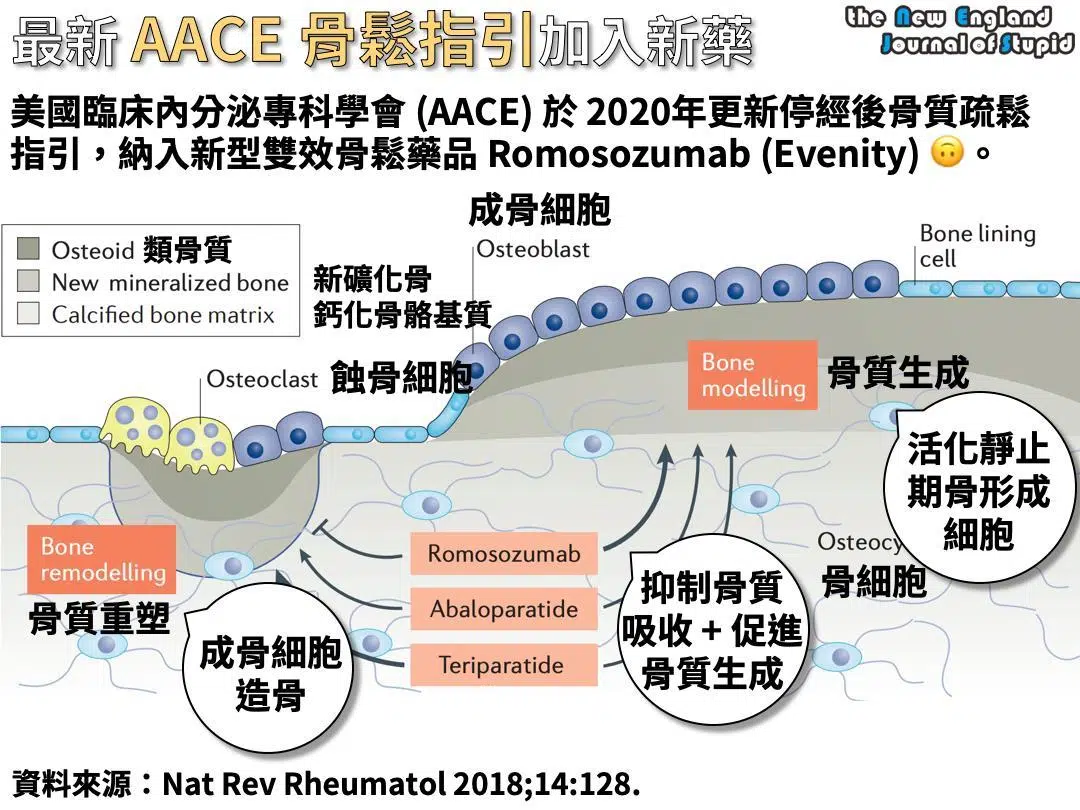 最新 AACE 骨鬆指引加入新藥
the New England
Journal of Stupid
美國臨床內分泌專科學會 (AACE) 於 2020年更新停經後骨質疏鬆
指引，納入新型雙效骨鬆藥品 Romosozumab (Evenity) 🙃。
成骨細胞
Osteoblast
Bone lining
cell
Osteoid 類骨質
New mineralized bone
新礦化骨
Calcified bone matrix
鈣化骨骼基質
Osteoclast 蝕骨細胞
Bone
modelling
骨質生成
活化靜止
期骨形成
細胞
Bone
remodelling
骨質重塑
Romosozumab
Abaloparatide
Teriparatide
Osteocy
骨細胞
抑制骨質
吸收 + 促進
骨質生成
成骨細胞
造骨
資料來源：Nat Rev Rheumatol 2018;14:128.